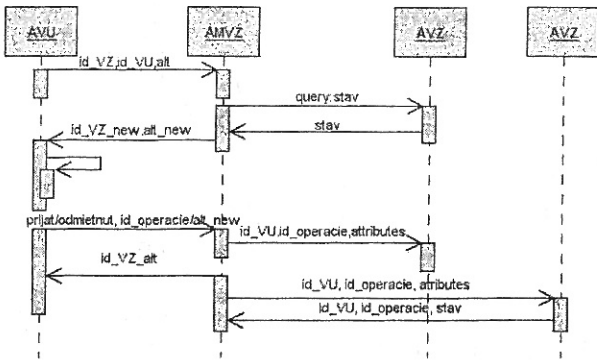 AVU AMVZ AVZ AVZ
id_VZ,id_VU,alt
query,stav
stav
id_VZ_new,alt_new
prijat/odmietnut, id_operacie/alt_new
id_VU,id_operacie,attributes
id_VZ_alt
id_VU, id_operacie, atributes
id_VU, id_operacie, stav